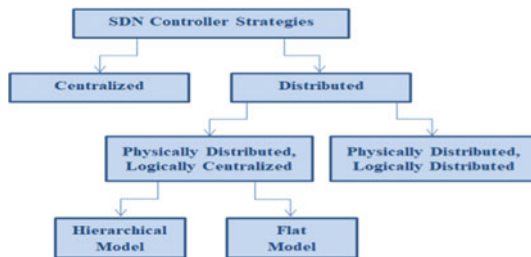 SDN Controller Strategies
Centralized
Distributed
Physically Distributed,
Logically Centralized
Physically Distributed,
Logically Distributed
Hierarchical
Model
Flat
Model